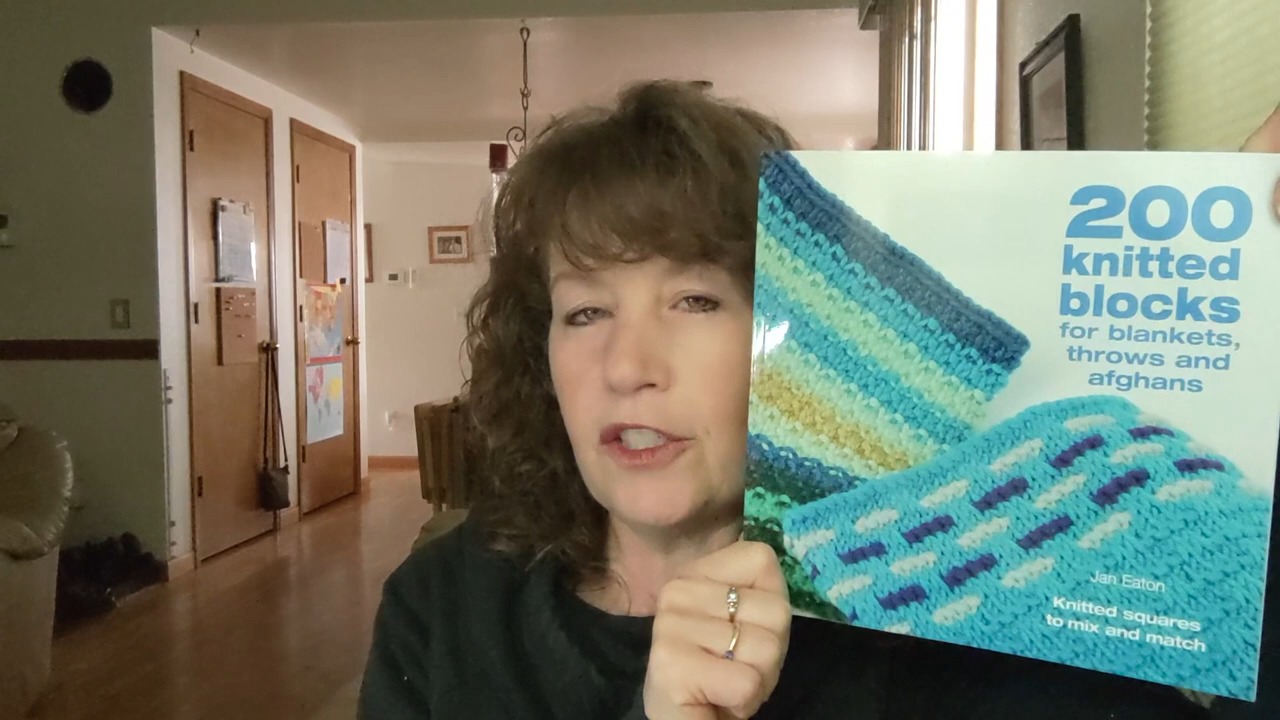 200
knitted
blocks
for blankets,
throws and
afghans
Jan Eaton
Knitted squares
to mix and match